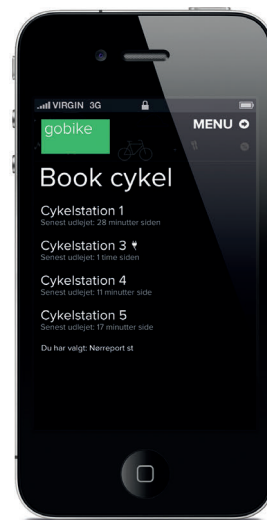 VIRGIN 3G
gobike
MENU
Book cykel
Cykelstation 1
Senest udlejet: 28 minutter siden
Cykelstation 3
Senest udlejet: 1 time siden
Cykelstation 4
Senest udlejet: 11 minutter side
Cykelstation 5
Senest udlejet: 17 minutter side
Du har valgt: Nørreport st